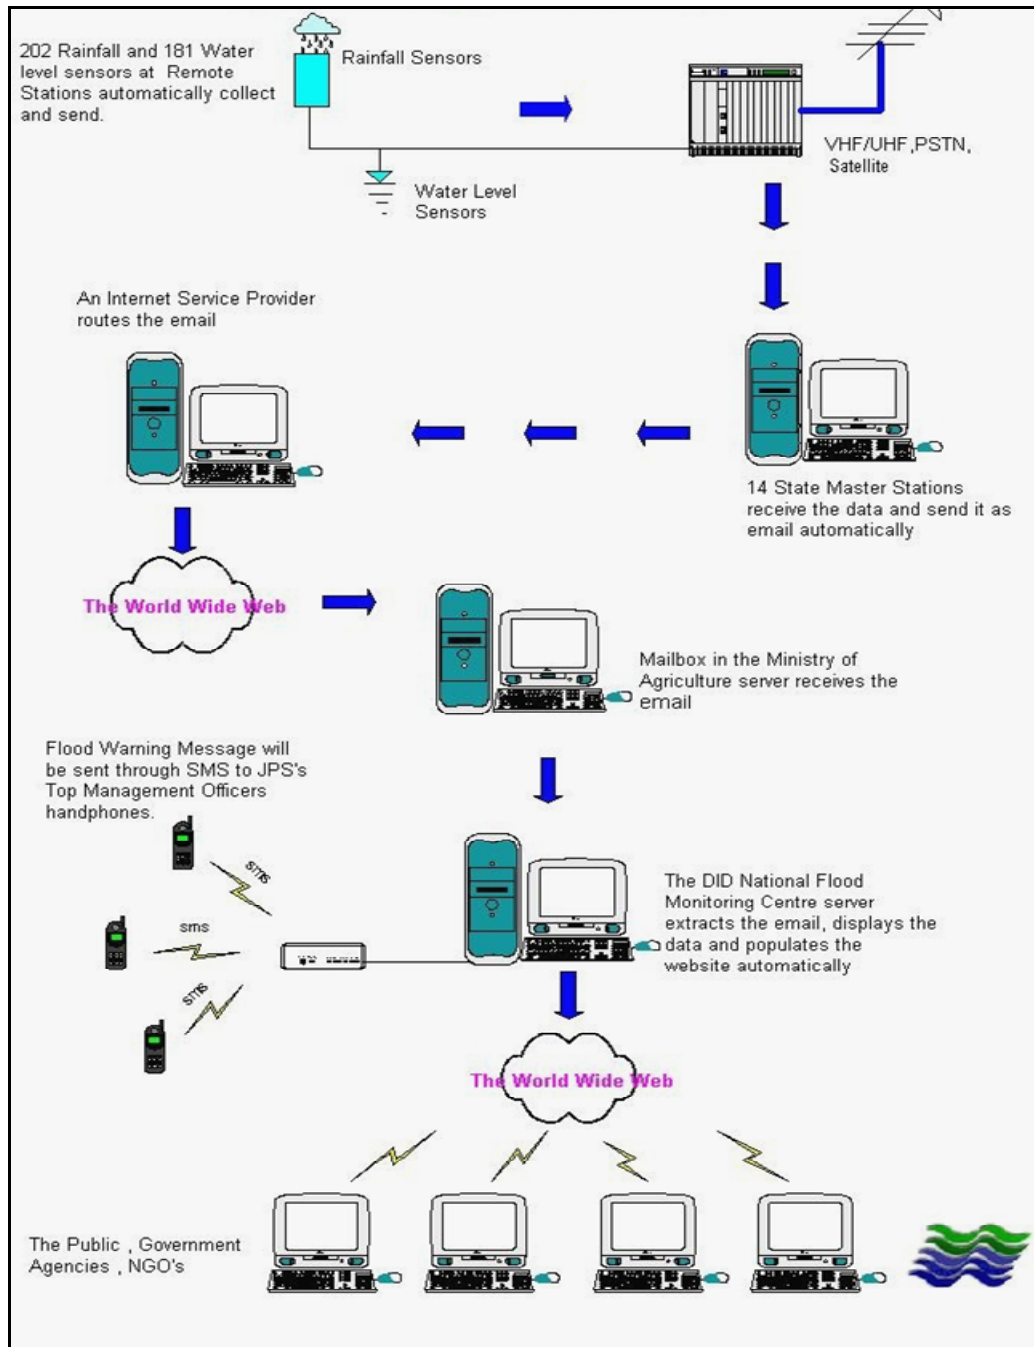 202 Rainfall and 181 Water
level sensors at Remote
Stations automatically collect
and send.
Rainfall Sensors
VHF/UHF,PSTN,
Satellite
Water Level
Sensors
An Internet Service Provider
routes the email
14 State Master Stations
receive the data and send it as
email automatically
The World Wide Web
Mailbox in the Ministry of
Agriculture server receives the
email
Flood Warning Message will
be sent through SMS to JPS's
Top Management Officers
handphones.
sms
sms
sms
The DID National Flood
Monitoring Centre server
extracts the email, displays the
data and populates the
website automatically
The World Wide Web
The Public , Government
Agencies , NGO's